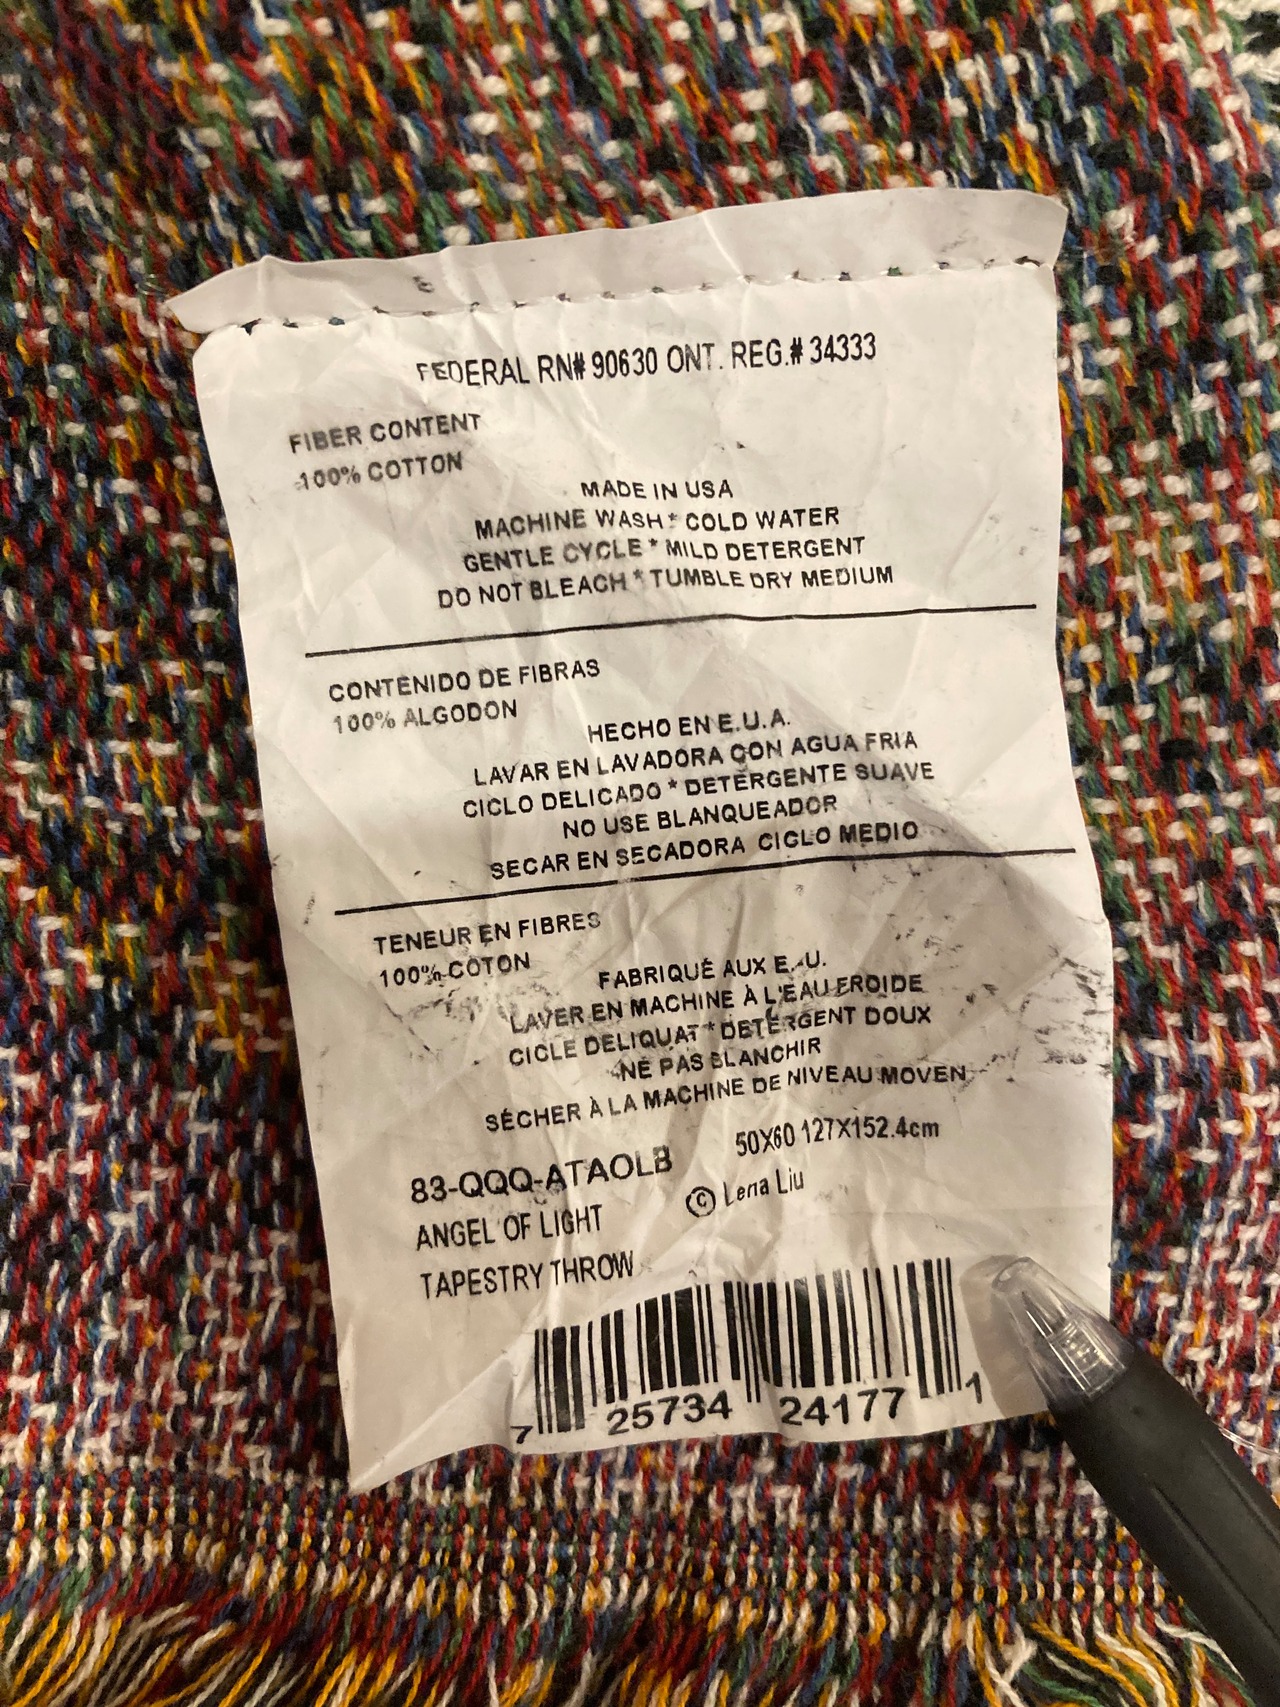 FEDERAL RN# 90630 ONT. REG.# 34333
FIBER CONTENT
100% COTTON
MADE IN USA
MACHINE WASH * COLD WATER
GENTLE CYCLE * MILD DETERGENT
DO NOT BLEACH * TUMBLE DRY MEDIUM
CONTENIDO DE FIBRAS
100% ALGODON
HECHO EN E.U.A.
LAVAR EN LAVADORA CON AGUA FRIA
CICLO DELICADO * DETERGENTE SUAVE
NO USE BLANQUEADOR
SECAR EN SECADORA CICLO MEDIO
TENEUR EN FIBRES
100% COTON
FABRIQUÉ AUX E.-U.
LAVER EN MACHINE À L'EAU FROIDE
CICLE DELIQUAT * DETERGENT DOUX
NE PAS BLANCHIR
SÉCHER À LA MACHINE DE NIVEAU MOVEN
50X60 127X152.4cm
83-QQQ-ATAOLB
© Lena Liu
ANGEL OF LIGHT
TAPESTRY THROW
7 25734 24177 1